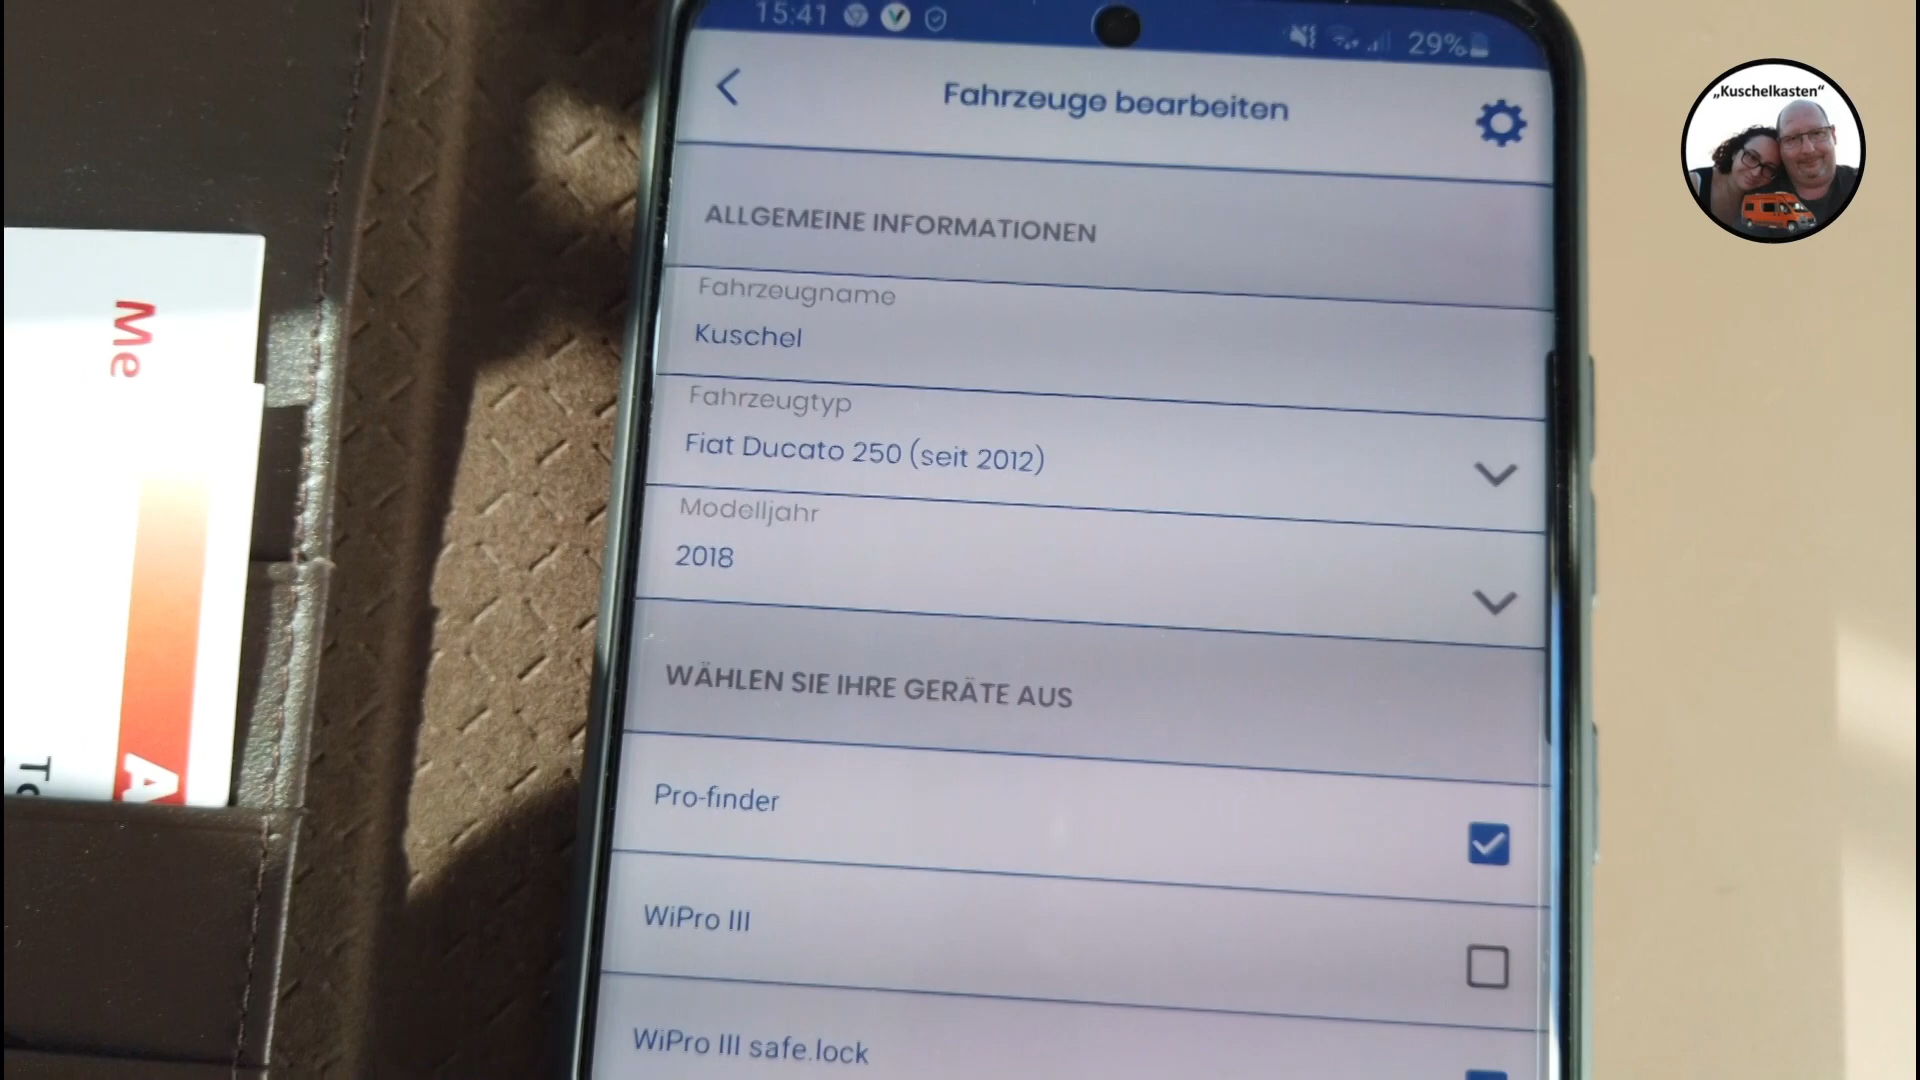 15:41
29%
Fahrzeuge bearbeiten
„Kuschelkasten“
ALLGEMEINE INFORMATIONEN
Fahrzeugname
Kuschel
Fahrzeugtyp
Fiat Ducato 250 (seit 2012)
Modelljahr
2018
WÄHLEN SIE IHRE GERÄTE AUS
Pro-finder
WiPro III
WiPro III safe.lock
Me
A
To